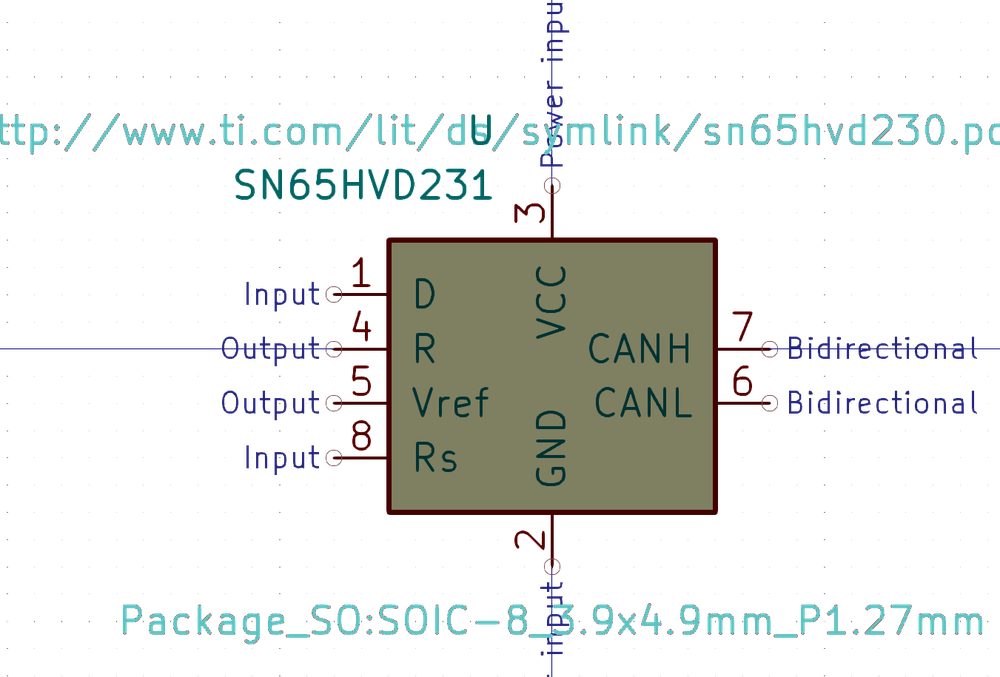 Power inpu
ttp://www.ti.com/lit/ds/symlink/sn65hvd230.pd
U
SN65HVD231
3
1
Input
D
VCC
4
7
Output
R
CANH
Bidirectional
5
6
Output
Vref
CANL
Bidirectional
8
GND
Input
Rs
2
input
Package_SO:SOIC-8_3.9x4.9mm_P1.27mm